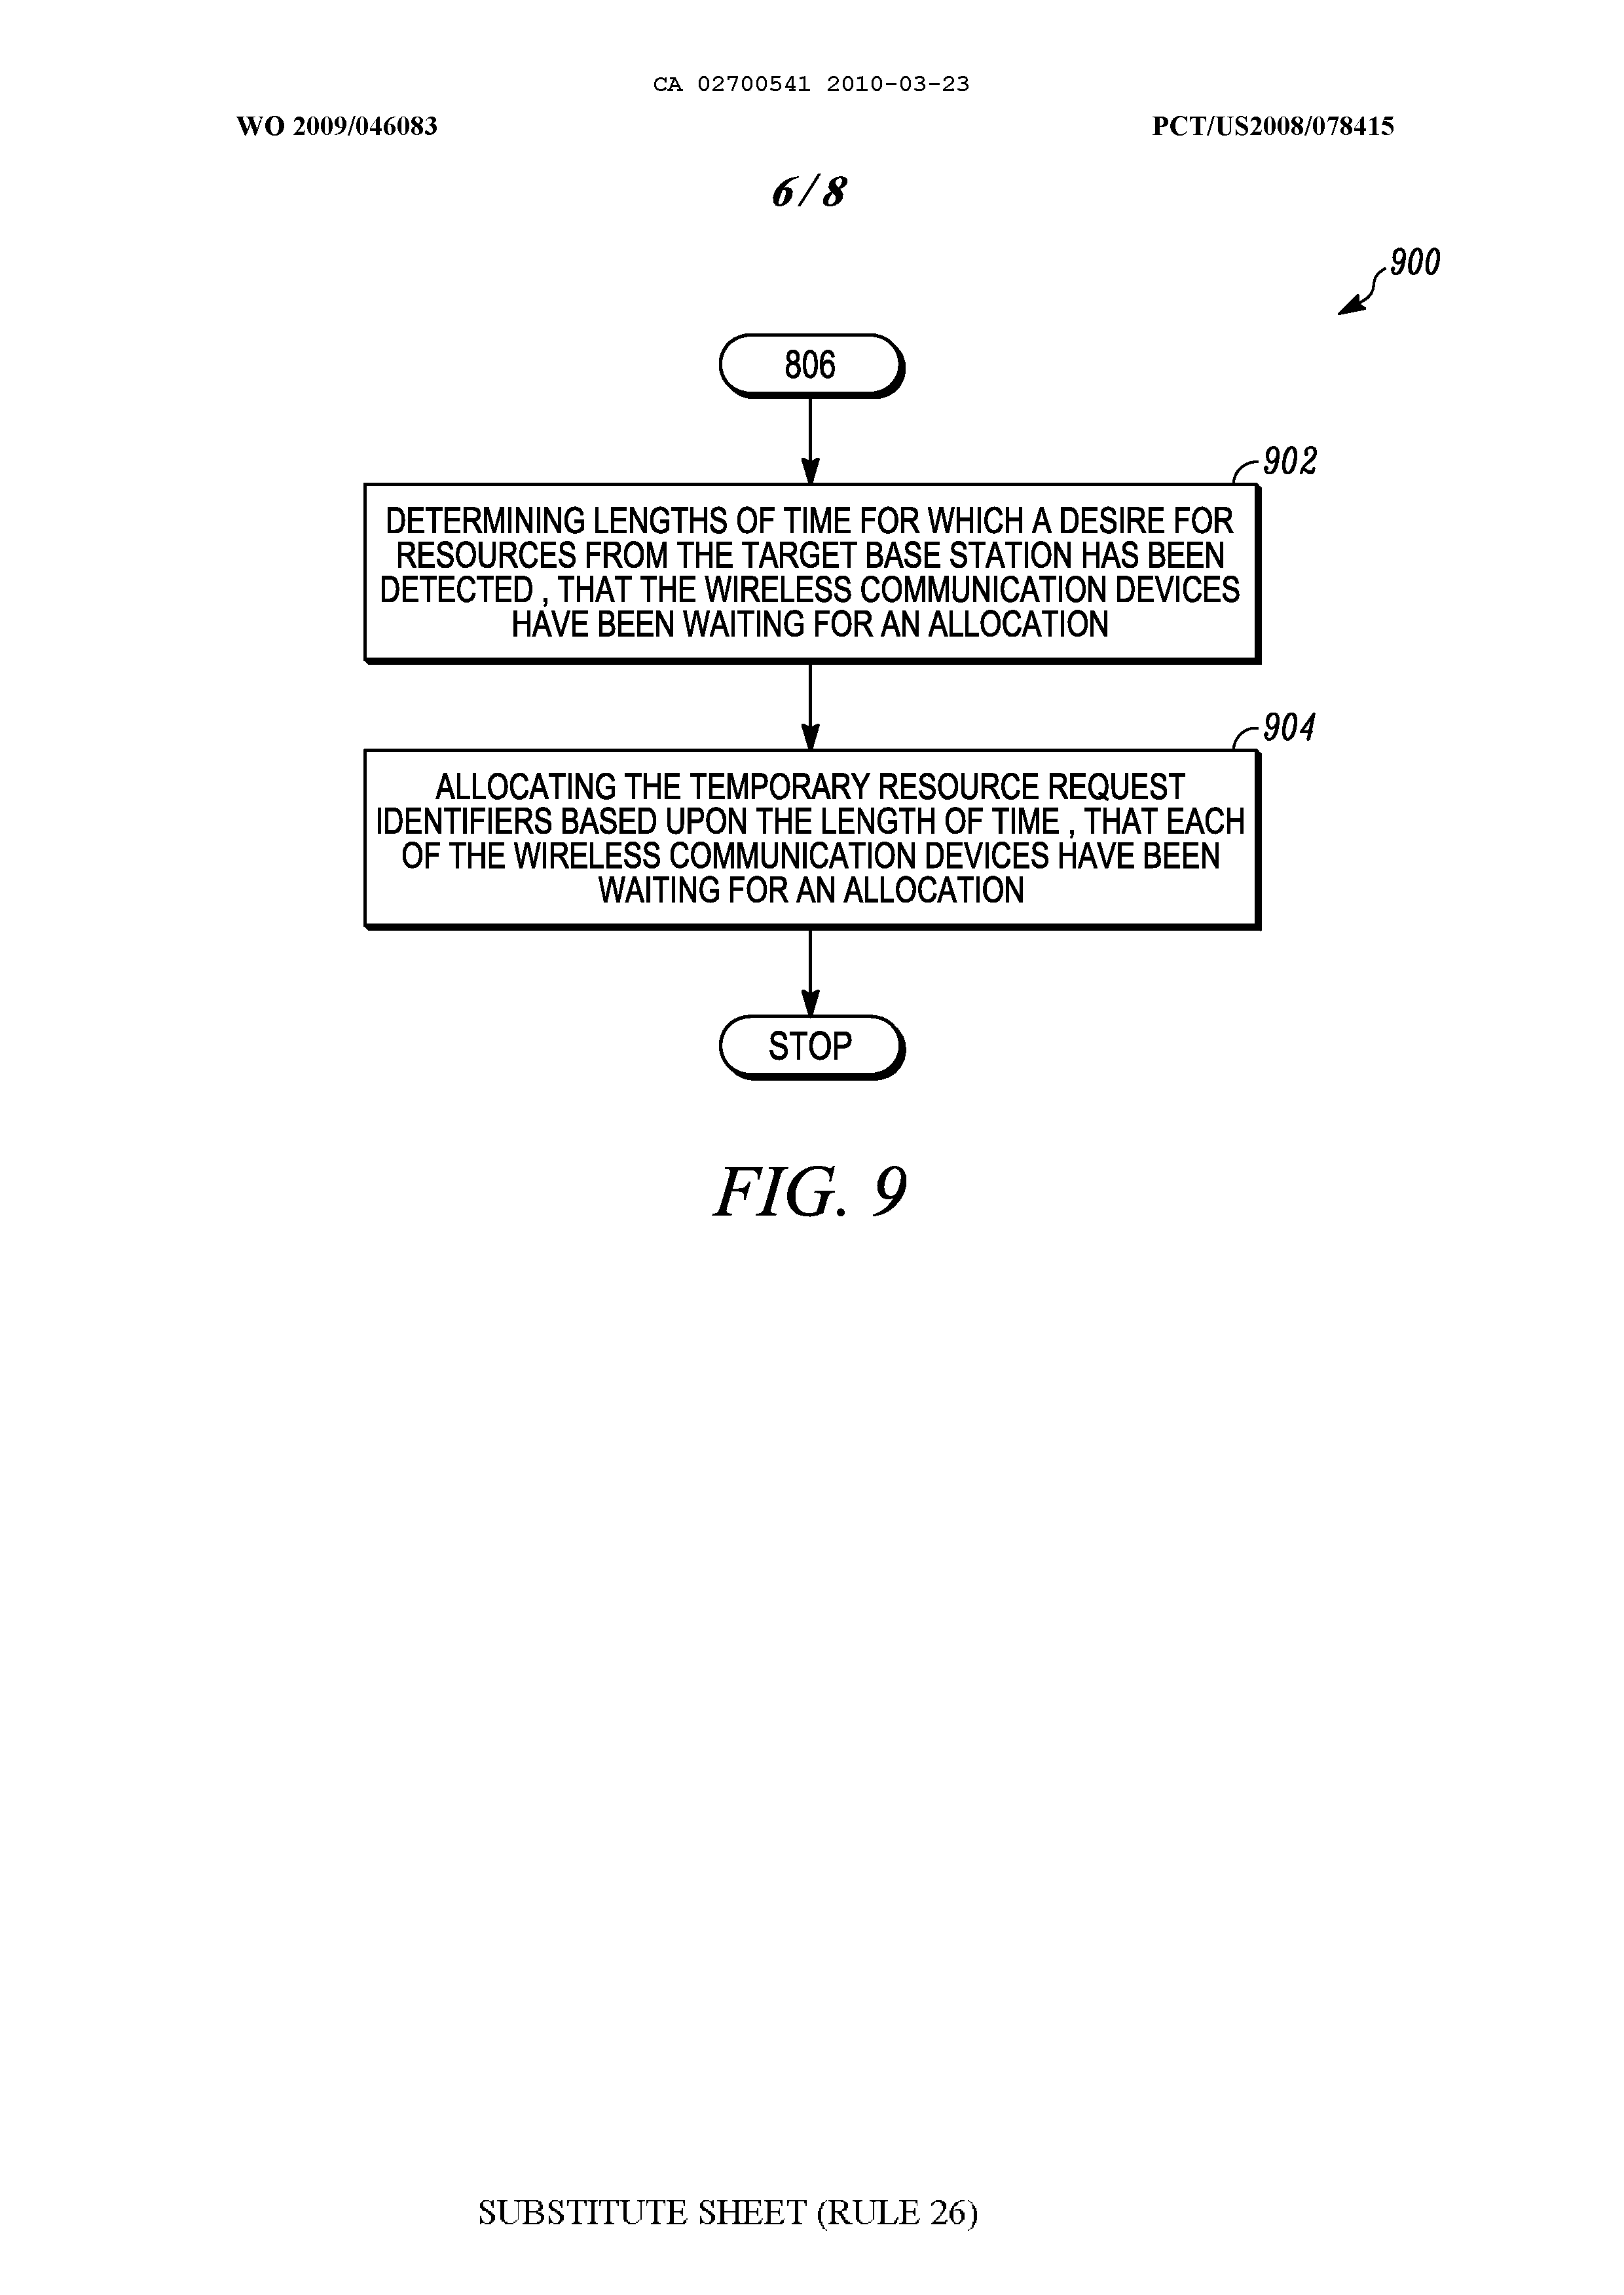 CA 02700541 2010-03-23
WO 2009/046083
PCT/US2008/078415
6/8
900
806
902
DETERMINING LENGTHS OF TIME FOR WHICH A DESIRE FOR
RESOURCES FROM THE TARGET BASE STATION HAS BEEN
DETECTED , THAT THE WIRELESS COMMUNICATION DEVICES
HAVE BEEN WAITING FOR AN ALLOCATION
904
ALLOCATING THE TEMPORARY RESOURCE REQUEST
IDENTIFIERS BASED UPON THE LENGTH OF TIME , THAT EACH
OF THE WIRELESS COMMUNICATION DEVICES HAVE BEEN
WAITING FOR AN ALLOCATION
STOP
FIG. 9
SUBSTITUTE SHEET (RULE 26)